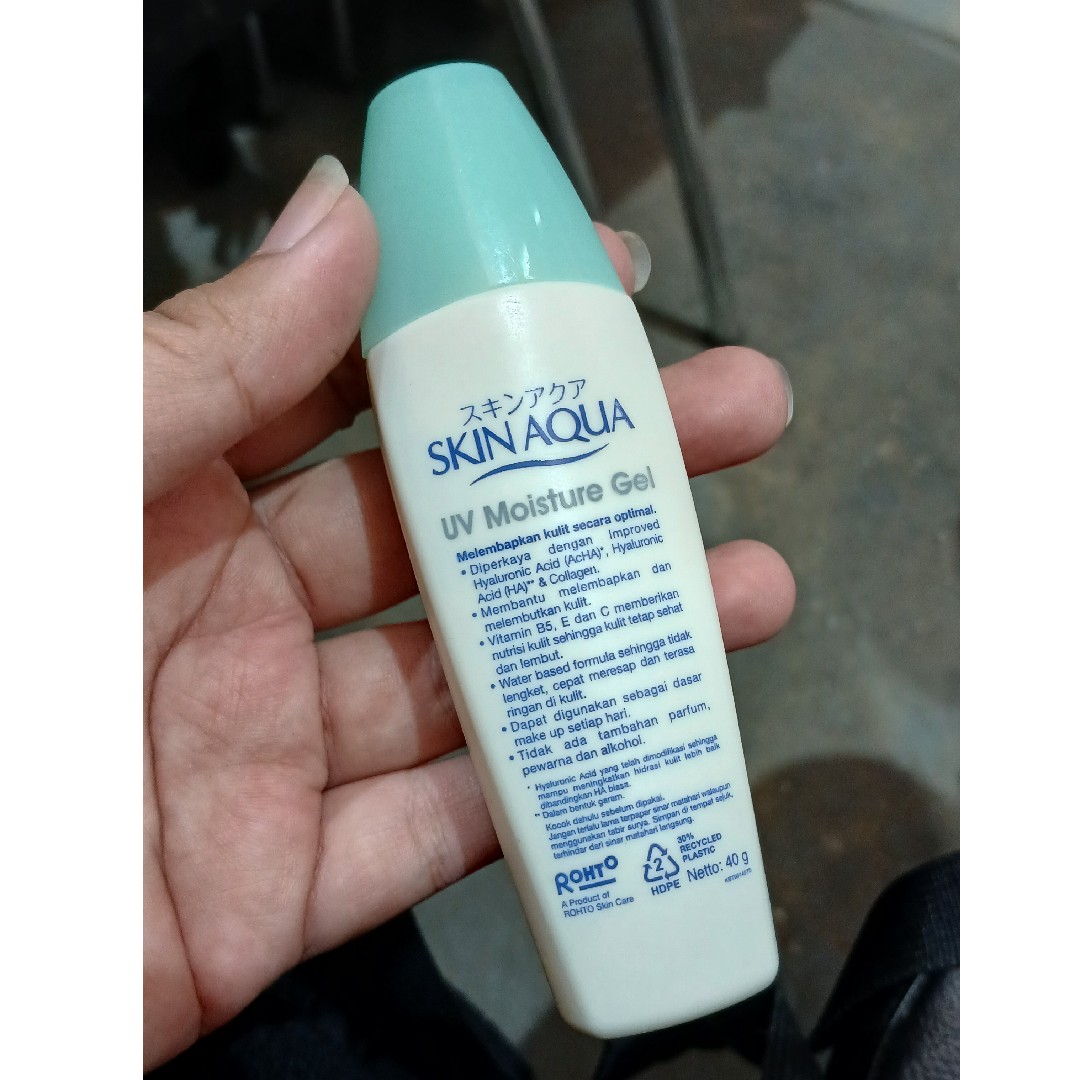 スキンアクア
SKIN AQUA
UV Moisture Gel
Melembapkan kulit secara optimal.
• Diperkaya dengan Improved
Hyaluronic Acid (AcHA)*, Hyaluronic
Acid (HA)** & Collagen.
• Membantu melembapkan dan
melembutkan kulit.
• Vitamin B5, E dan C memberikan
nutrisi kulit sehingga kulit tetap sehat
dan lembut.
• Water based formula sehingga tidak
lengket, cepat meresap dan terasa
ringan di kulit.
• Dapat digunakan sebagai dasar
make up setiap hari.
• Tidak ada tambahan parfum,
pewarna dan alkohol.
* Hyaluronic Acid yang telah dimodifikasi sehingga
mampu meningkatkan hidrasi kulit lebih baik
dibandingkan HA biasa.
** Dalam bentuk garam.
Kocok dahulu sebelum dipakai.
Jangan terlalu lama terpapar sinar matahari walaupun
menggunakan tabir surya. Simpan di tempat sejuk,
terhindar dari sinar matahari langsung.
ROHTO
A Product of
ROHTO Skin Care
2
HDPE
30%
RECYCLED
PLASTIC
Netto: 40 g